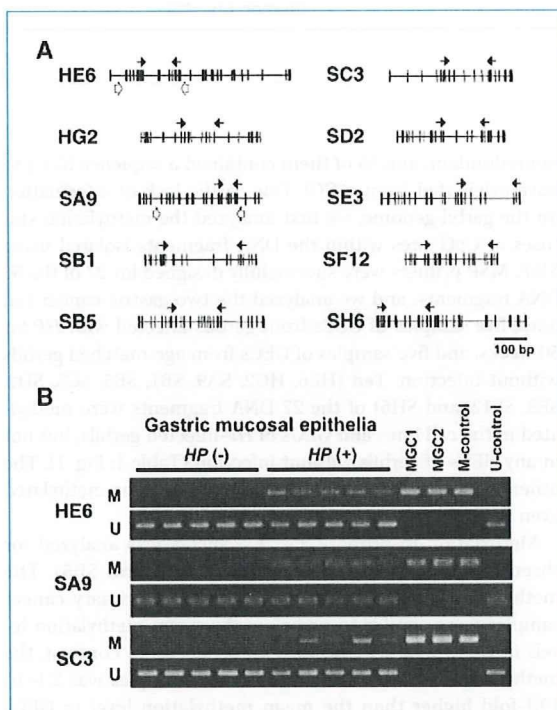 A
HE6 SC3
HG2 SD2
SA9 SE3
SB1 SF12
SB5 SH6
100 bp
B
Gastric mucosal epithelia
HP (-) HP (+) MGC1 MGC2 M-control U-control
HE6 M
U
SA9 M
U
SC3 M
U